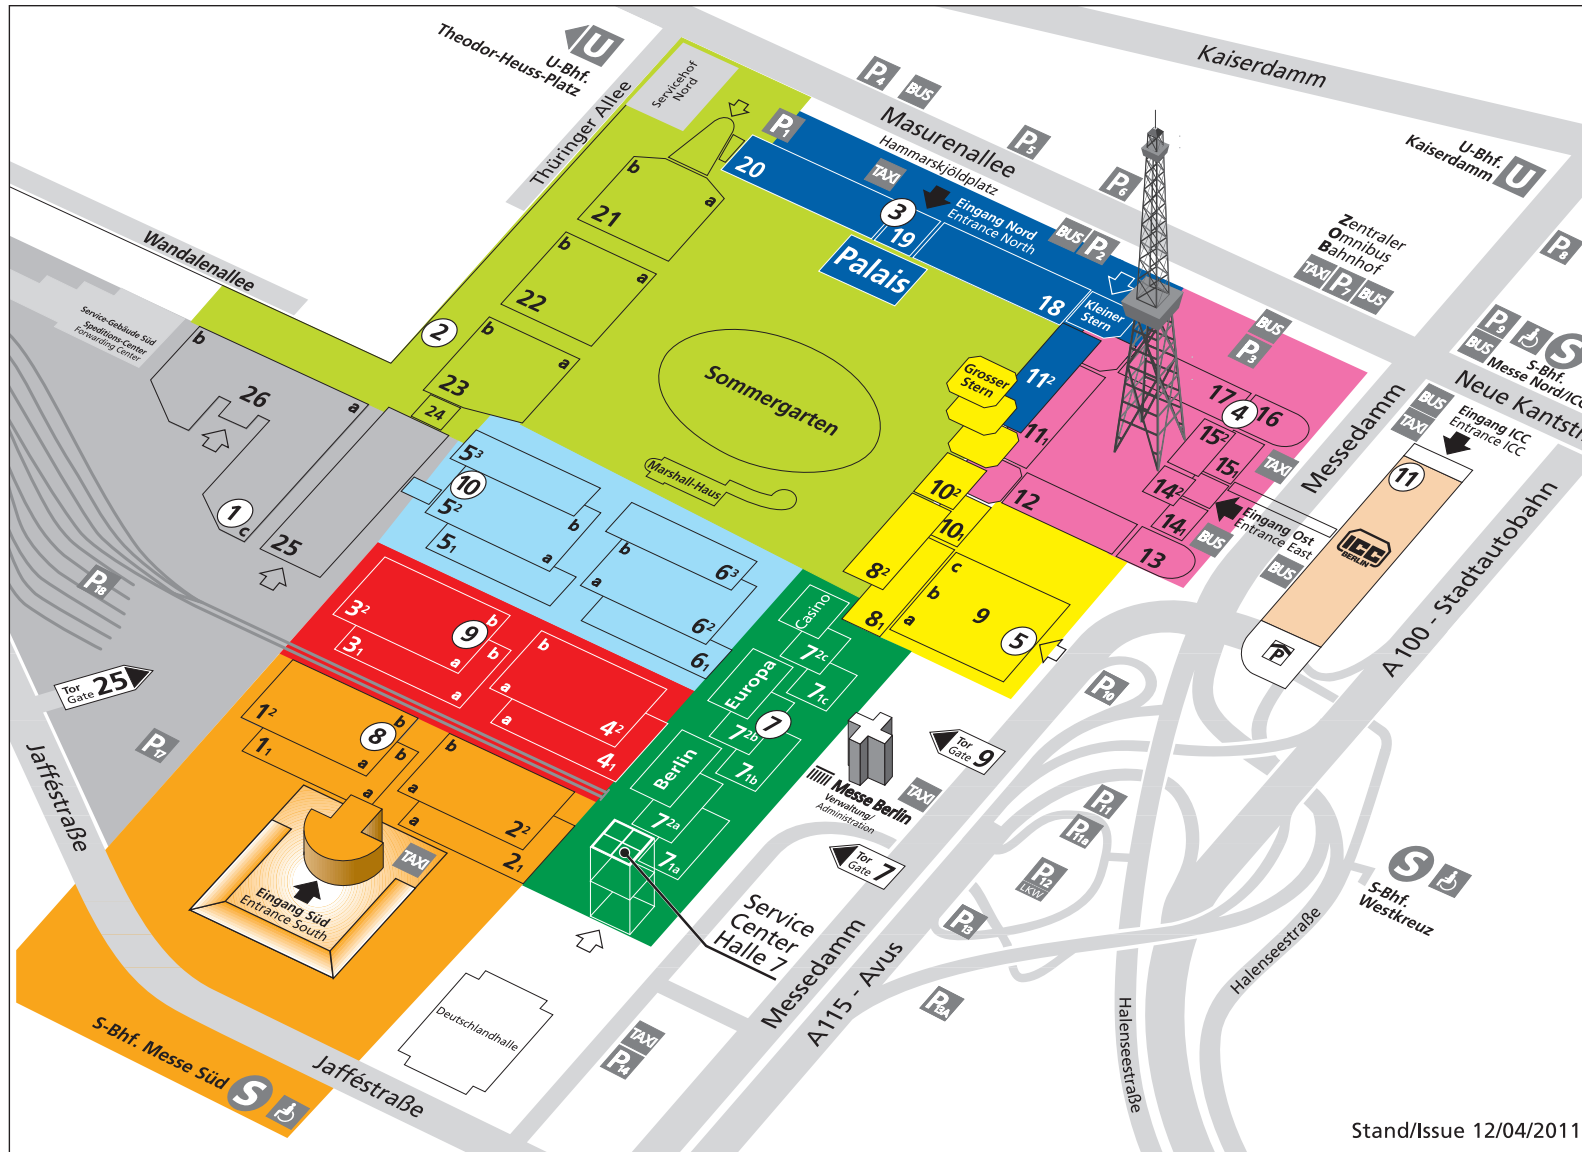 Kaiserdamm
U
U-Bhf.
Theodor-Heuss-Platz
Servicehof
Nord
Thüringer Allee
P4
BUS
Masurenallee
Hammarskjöldplatz
P5
P6
P1
TAXI
U-Bhf.
Kaiserdamm
U
Zentraler
Omnibus
Bahnhof
TAXI
P7
BUS
P8
P9
BUS
S
S-Bhf.
Messe Nord/ICC
Neue Kantstr
20
3
19
Eingang Nord
Entrance North
BUS
P2
Palais
18
Kleiner
Stern
BUS
P3
b
a
21
b
a
22
b
a
23
24
2
Wandalenallee
Service-Gebäude Süd
Speditions-Center
Forwarding Center
b
26
a
1
c
25
Sommergarten
Marshall-Haus
Grosser
Stern
11²
11₁
17
4
16
15²
15₁
14²
14₁
TAXI
12
13
Eingang Ost
Entrance East
BUS
BUS
Messedamm
BUS
TAXI
Eingang ICC
Entrance ICC
11
ICC
BERLIN
P
A 100 - Stadtautobahn
10²
10₁
8²
8₁
c
b
a
9
5
5³
10
5²
5₁
b
a
b
a
6³
6²
6₁
3²
3₁
9
b
a
b
a
b
a
a
4²
4₁
Casino
7²ᶜ
7₁c
Europa
7
7²ᵇ
7₁b
Berlin
7²ᵃ
7₁a
P18
Tor
Gate 25
P17
1²
1₁
8
b
a
b
a
b
a
a
2²
2₁
TAXI
Eingang Süd
Entrance South
Messe Berlin
Verwaltung/
Administration
TAXI
Tor
Gate 9
Tor
Gate 7
P10
P11
P11a
P12
LKW
P13
P13A
S
S-Bhf.
Westkreuz
Service
Center
Halle 7
Messedamm
A115 - Avus
Halenseestraße
Halenseestraße
Jafféstraße
Deutschlandhalle
TAXI
P14
S-Bhf. Messe Süd
S
Jafféstraße
Stand/Issue 12/04/2011